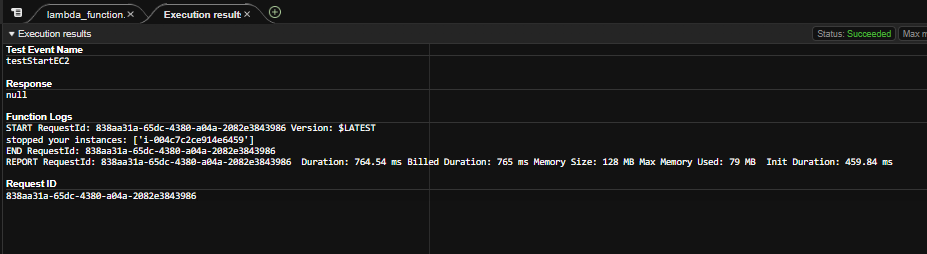 lambda_function.
Execution results
Execution results
Status: Succeeded
Max m
Test Event Name
testStartEC2
Response
null
Function Logs
START RequestId: 838aa31a-65dc-4380-a04a-2082e3843986 Version: $LATEST
stopped your instances: ['i-004c7c2ce914e6459']
END RequestId: 838aa31a-65dc-4380-a04a-2082e3843986
REPORT RequestId: 838aa31a-65dc-4380-a04a-2082e3843986 Duration: 764.54 ms Billed Duration: 765 ms Memory Size: 128 MB Max Memory Used: 79 MB Init Duration: 459.84 ms
Request ID
838aa31a-65dc-4380-a04a-2082e3843986